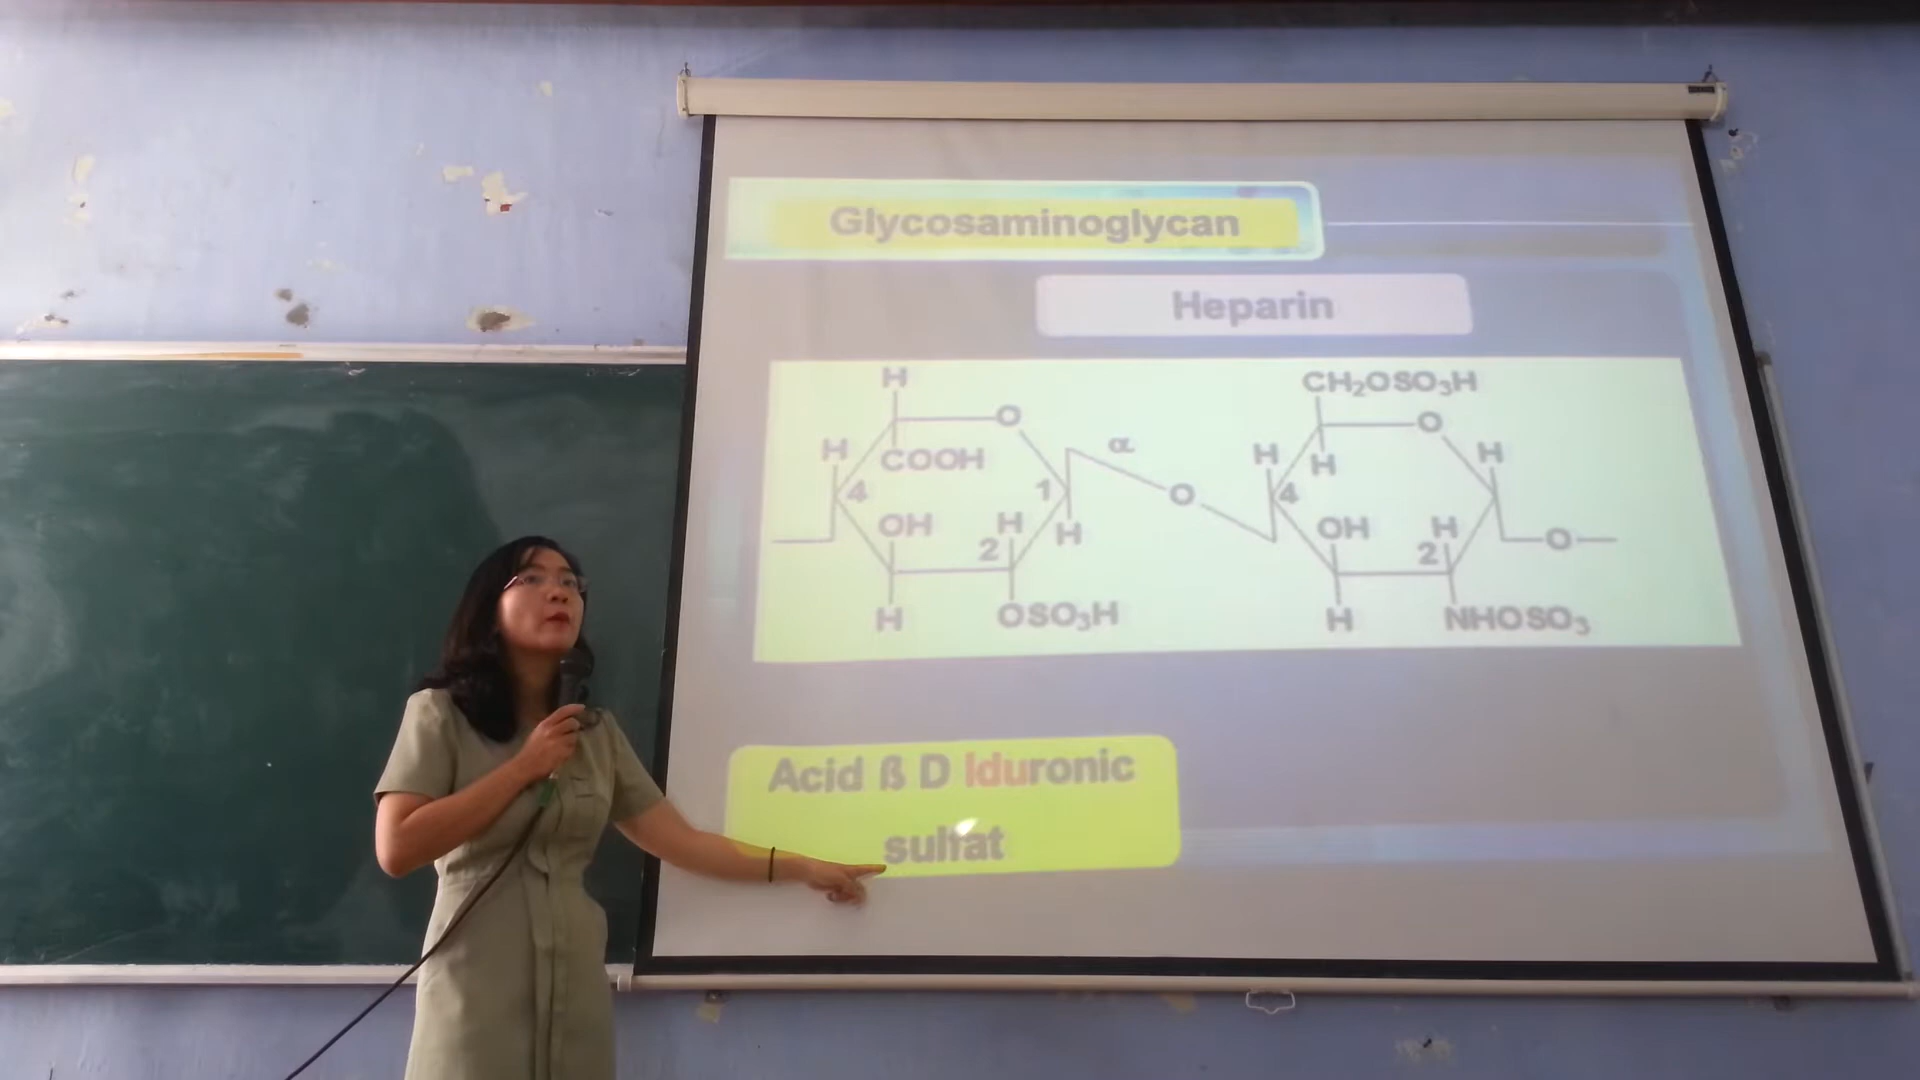 Glycosaminoglycan
Heparin
H
CH₂OSO₃H
O
O
H
COOH
α
H
H
H
4
1
O
4
OH
H
H
OH
H
2
2
O
H
OSO₃H
H
NHOSO₃
Acid ß D Iduronic
sulfat